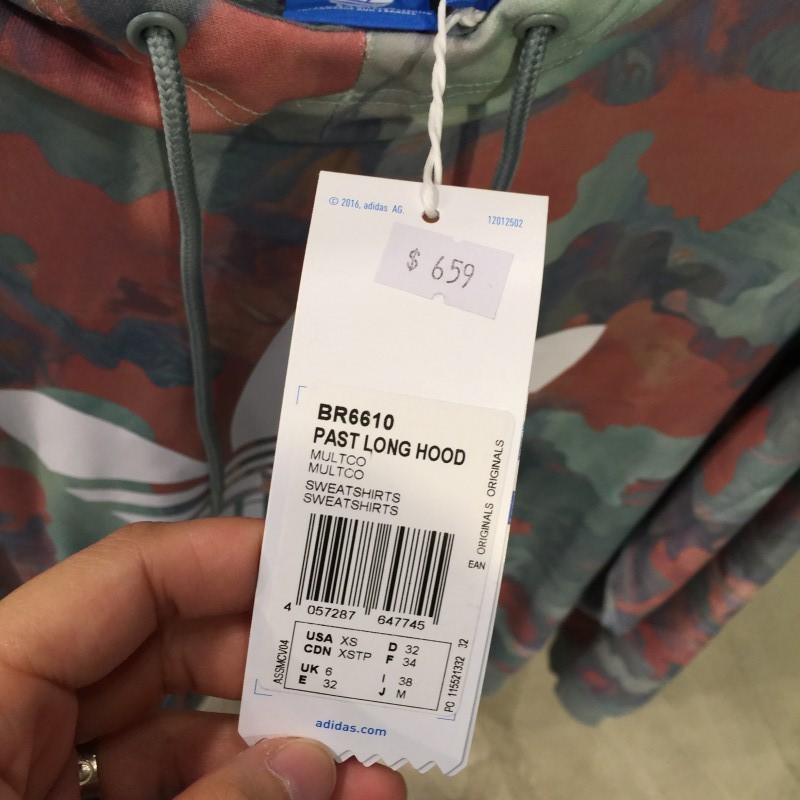 © 2016, adidas AG.
12012502
$ 659
BR6610
PAST LONG HOOD
MULTCO
MULTCO
SWEATSHIRTS
SWEATSHIRTS
ORIGINALS ORIGINALS
EAN
4 057287 647745
ASSMCV04
USA XS D 32
CDN XSTP F 34
UK 6 I 38
E 32 J M
PO 115521332 32
adidas.com